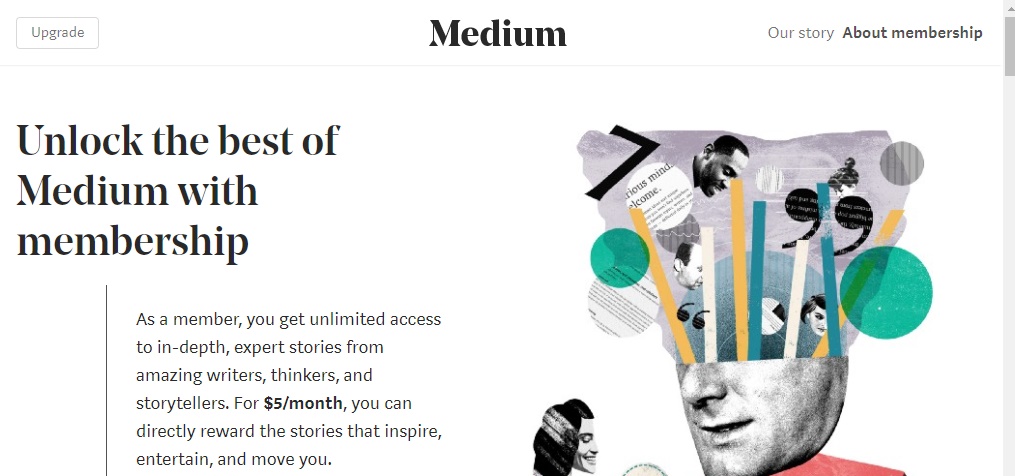 Upgrade
Medium
Our story About membership
Unlock the best of
Medium with
membership
As a member, you get unlimited access
to in-depth, expert stories from
amazing writers, thinkers, and
storytellers. For $5/month, you can
directly reward the stories that inspire,
entertain, and move you.
rious mind
elcome.